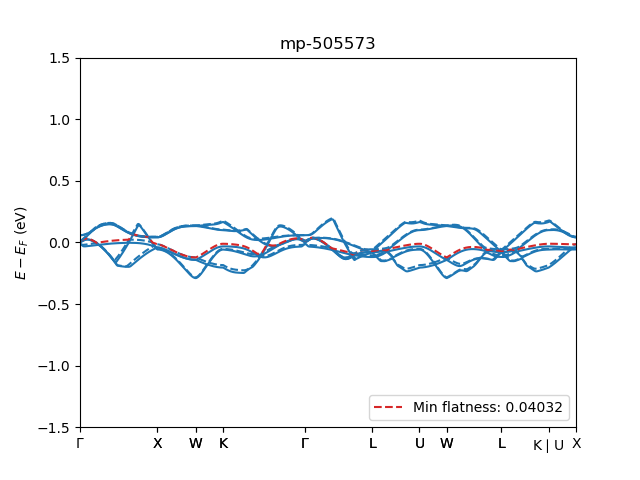 mp-505573
E − E_F (eV)
1.5
1.0
0.5
0.0
−0.5
−1.0
−1.5
Min flatness: 0.04032
Γ X W K Γ L U W L K | U X